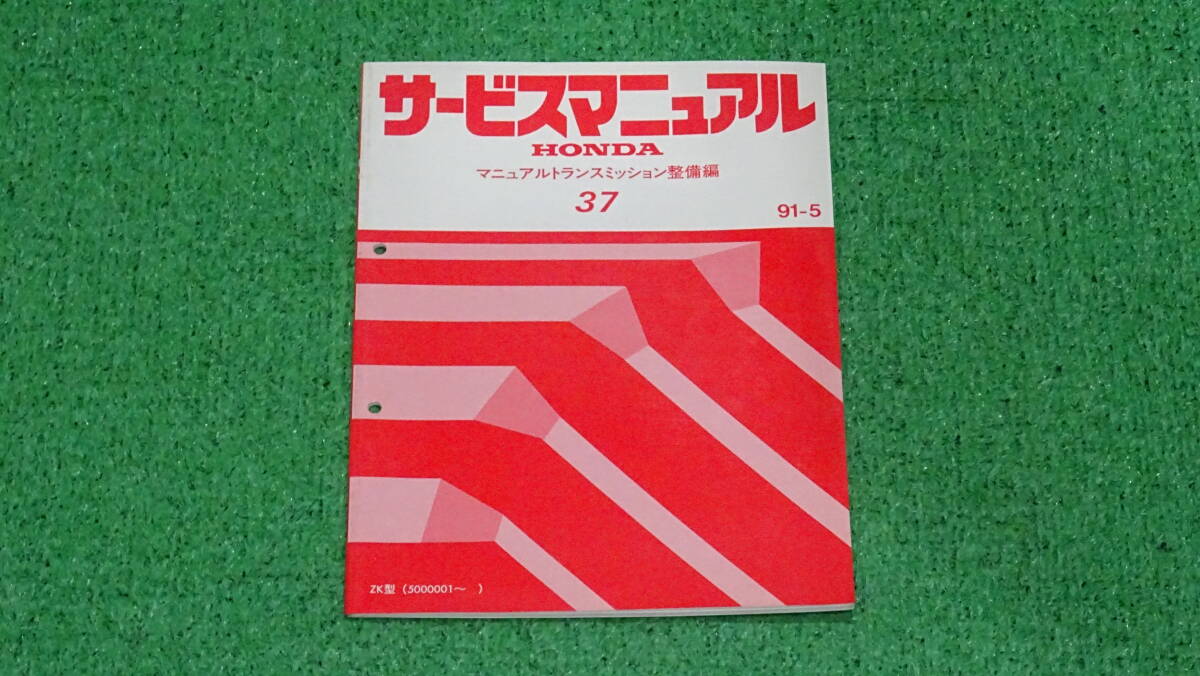 サービスマニュアル
HONDA
マニュアルトランスミッション整備編
37
91-5
ZK型 (5000001～　)